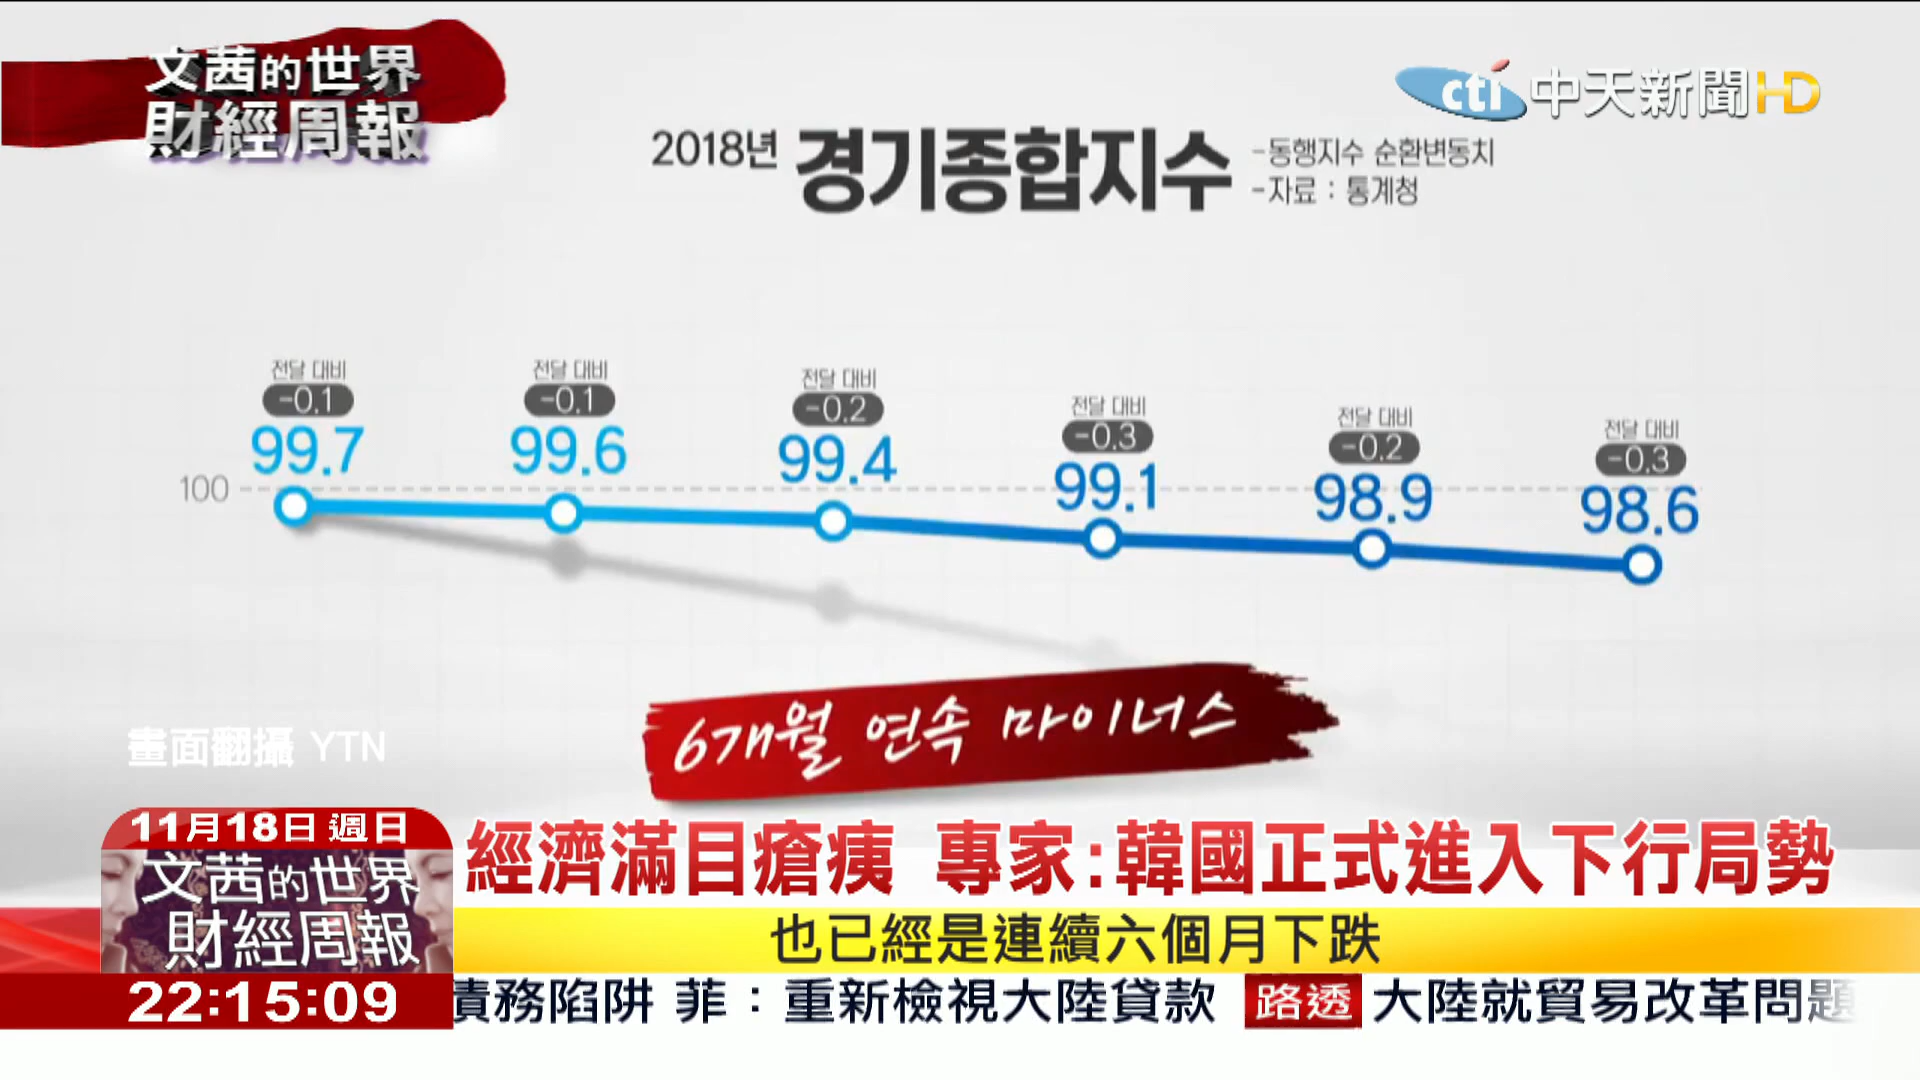 文茜的世界
財經周報
cti 中天新聞HD
2018년 경기종합지수
-동행지수 순환변동치
-자료 : 통계청
전달 대비
-0.1
99.7
전달 대비
-0.1
99.6
전달 대비
-0.2
99.4
전달 대비
-0.3
99.1
전달 대비
-0.2
98.9
전달 대비
-0.3
98.6
100
6개월 연속 마이너스
畫面翻攝 YTN
11月18日 週日
文茜的世界
財經周報
22:15:09
經濟滿目瘡痍 專家:韓國正式進入下行局勢
也已經是連續六個月下跌
債務陷阱 菲：重新檢視大陸貸款 路透 大陸就貿易改革問題